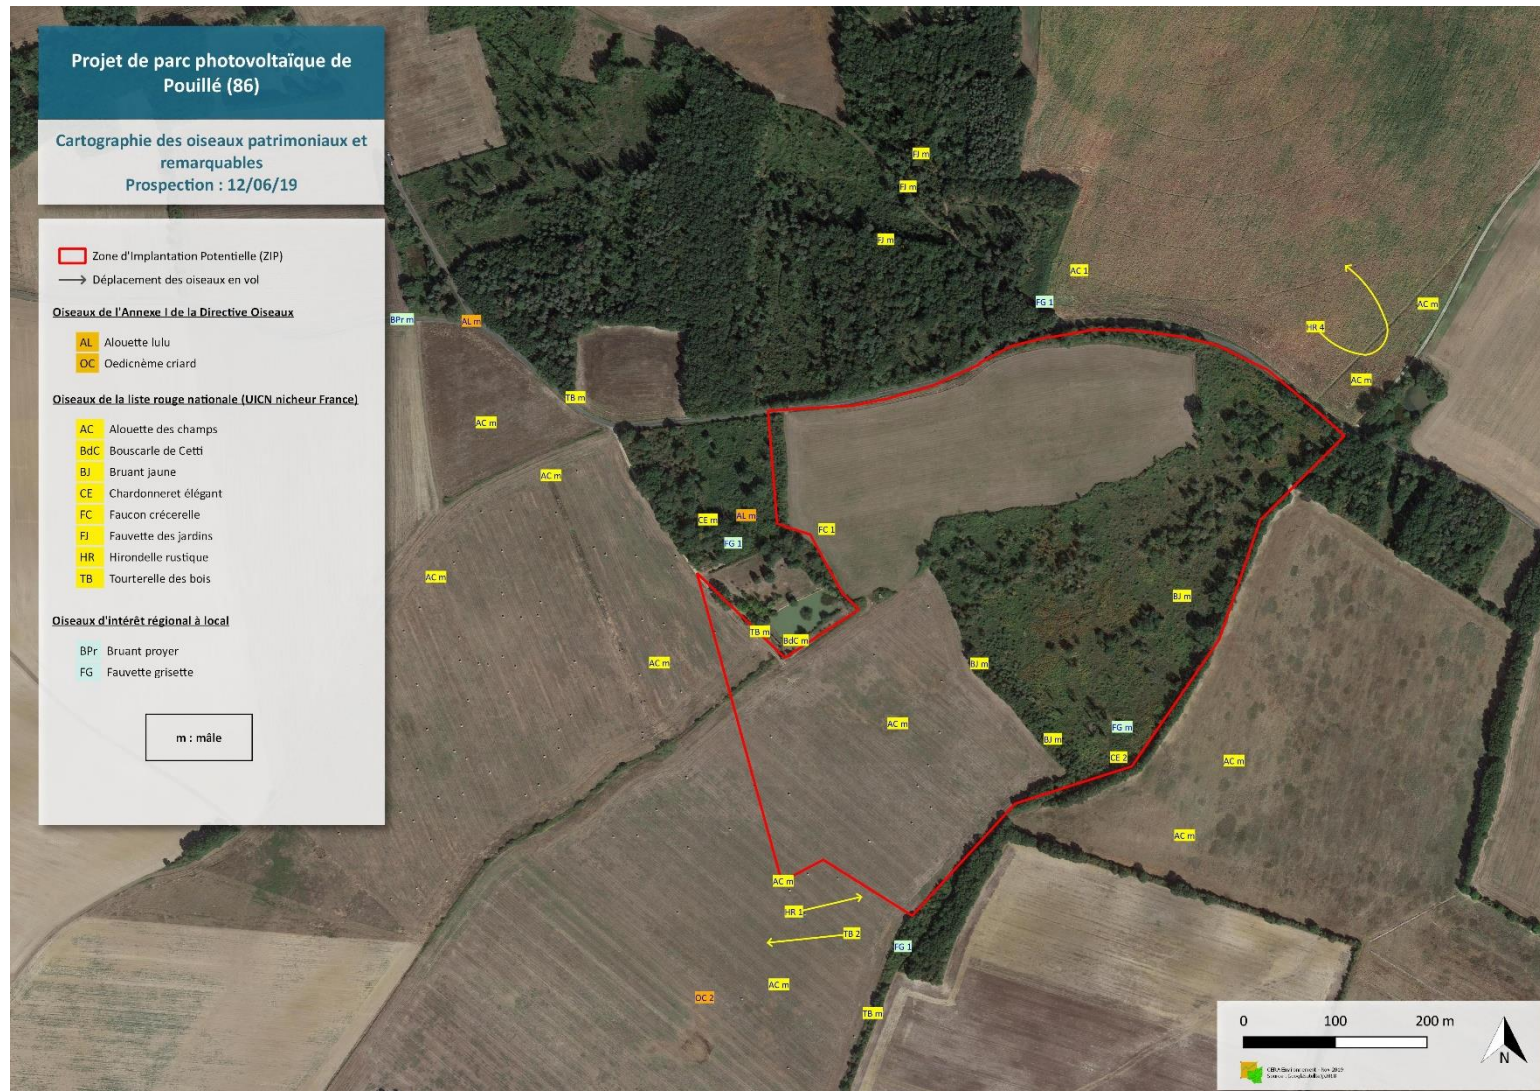 Projet de parc photovoltaïque de
Pouillé (86)
Cartographie des oiseaux patrimoniaux et
remarquables
Prospection : 12/06/19
Zone d'Implantation Potentielle (ZIP)
Déplacement des oiseaux en vol
Oiseaux de l'Annexe I de la Directive Oiseaux
AL Alouette lulu
OC Oedicnème criard
Oiseaux de la liste rouge nationale (UICN nicheur France)
AC Alouette des champs
BdC Bouscarle de Cetti
BJ Bruant jaune
CE Chardonneret élégant
FC Faucon crécerelle
FJ Fauvette des jardins
HR Hirondelle rustique
TB Tourterelle des bois
Oiseaux d'intérêt régional à local
BPr Bruant proyer
FG Fauvette grisette
m : mâle
FJ m
FJ m
FJ m
AC 1
FG 1
AC m
HR 4
AC m
BPr m
AL m
TB m
AC m
AC m
CE m
AL m
FG 1
FC 1
AC m
BJ m
TB m
BdC m
AC m
BJ m
AC m
FG m
BJ m
CE 2
AC m
AC m
AC m
HR 1
TB 2
FG 1
AC m
OC 2
TB m
0 100 200 m
N